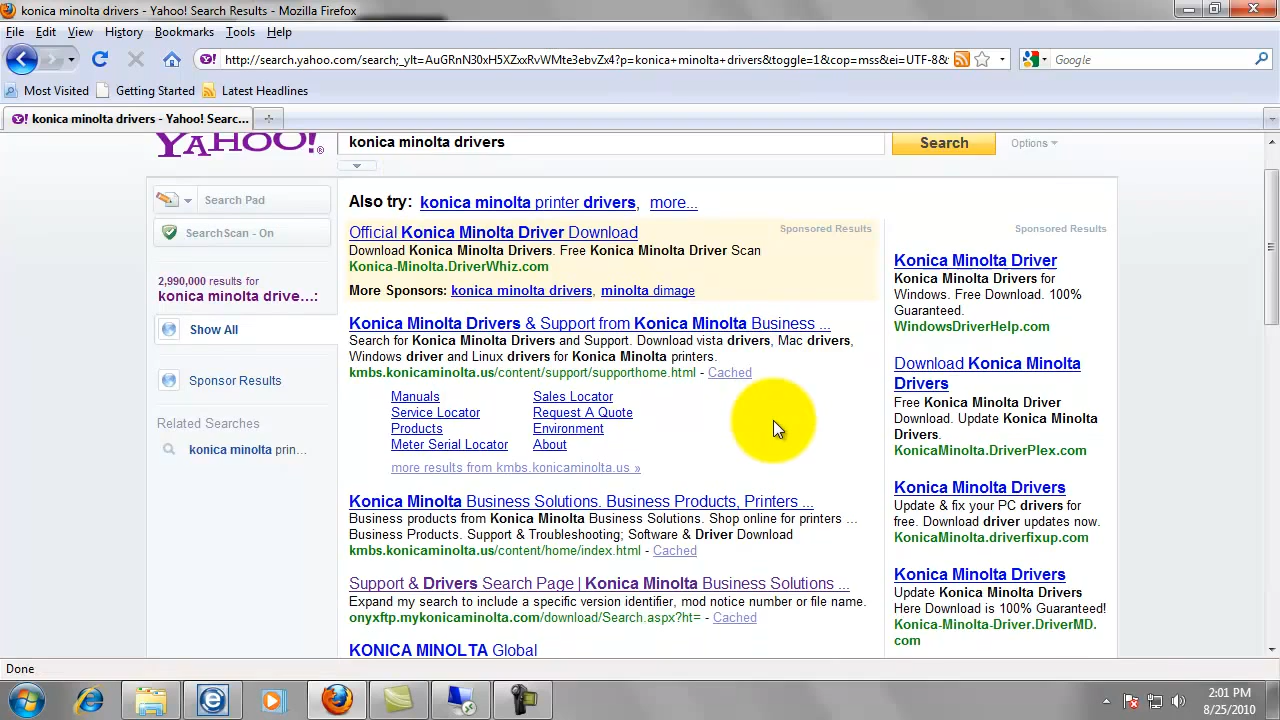 konica minolta drivers - Yahoo! Search Results - Mozilla Firefox
File Edit View History Bookmarks Tools Help
http://search.yahoo.com/search;_ylt=AuGRnN30xH5XZxxRvVWMte3ebvZx4?p=konica+minolta+drivers&toggle=1&cop=mss&ei=UTF-8&
Google
Most Visited Getting Started Latest Headlines
konica minolta drivers - Yahoo! Searc...
YAHOO!® konica minolta drivers Search Options
Search Pad
SearchScan - On
2,990,000 results for
konica minolta drive...:
Show All
Sponsor Results
Related Searches
konica minolta prin...
Also try: konica minolta printer drivers, more...
Sponsored Results
Official Konica Minolta Driver Download
Download Konica Minolta Drivers. Free Konica Minolta Driver Scan
Konica-Minolta.DriverWhiz.com
More Sponsors: konica minolta drivers, minolta dimage
Konica Minolta Drivers & Support from Konica Minolta Business ...
Search for Konica Minolta Drivers and Support. Download vista drivers, Mac drivers,
Windows driver and Linux drivers for Konica Minolta printers.
kmbs.konicaminolta.us/content/support/supporthome.html - Cached
Manuals Sales Locator
Service Locator Request A Quote
Products Environment
Meter Serial Locator About
more results from kmbs.konicaminolta.us »
Konica Minolta Business Solutions. Business Products, Printers ...
Business products from Konica Minolta Business Solutions. Shop online for printers ...
Business Products. Support & Troubleshooting; Software & Driver Download
kmbs.konicaminolta.us/content/home/index.html - Cached
Support & Drivers Search Page | Konica Minolta Business Solutions ...
Expand my search to include a specific version identifier, mod notice number or file name.
onyxftp.mykonicaminolta.com/download/Search.aspx?ht= - Cached
KONICA MINOLTA Global
Sponsored Results
Konica Minolta Driver
Konica Minolta Drivers for
Windows. Free Download. 100%
Guaranteed.
WindowsDriverHelp.com
Download Konica Minolta
Drivers
Free Konica Minolta Driver
Download. Update Konica Minolta
Drivers.
KonicaMinolta.DriverPlex.com
Konica Minolta Drivers
Update & fix your PC drivers for
free. Download driver updates now.
KonicaMinolta.driverfixup.com
Konica Minolta Drivers
Update Konica Minolta Drivers
Here Download is 100% Guaranteed!
Konica-Minolta-Driver.DriverMD.
com
Done
2:01 PM
8/25/2010